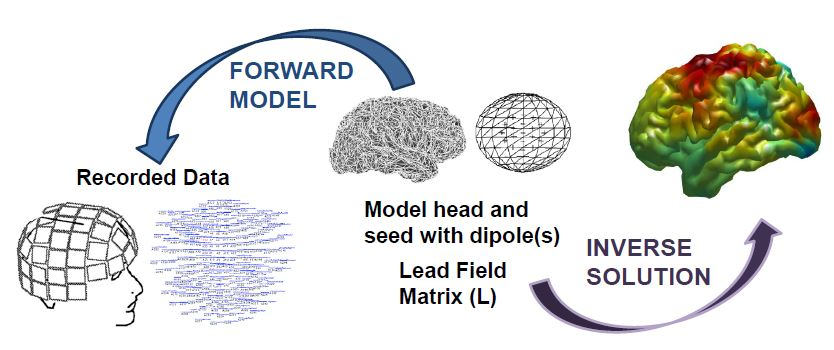 FORWARD
MODEL
Recorded Data
Model head and
seed with dipole(s)
Lead Field
Matrix (L)
INVERSE
SOLUTION